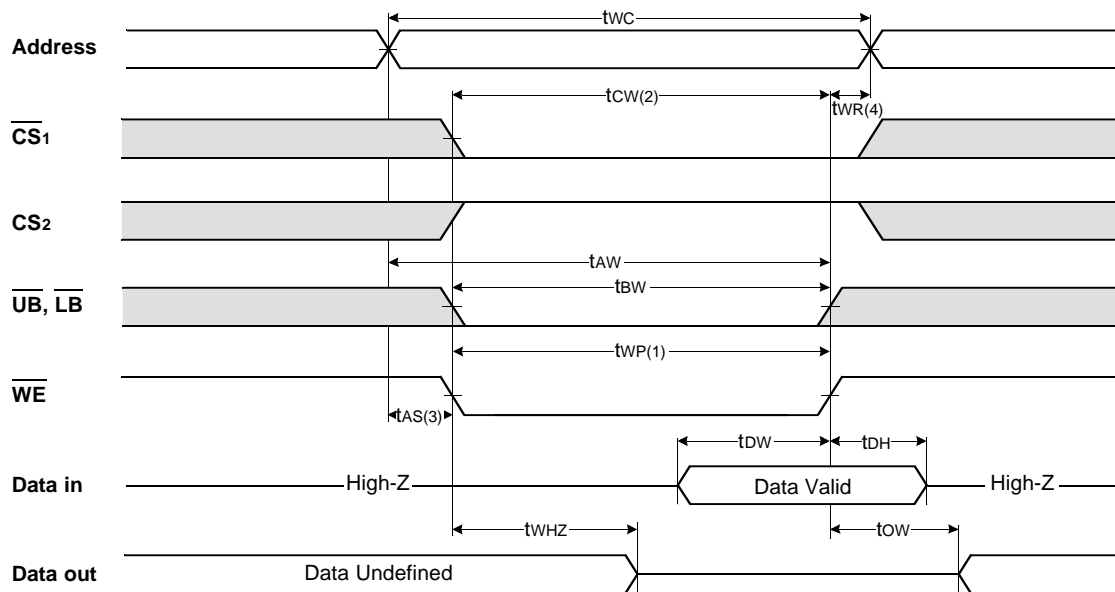 tWC
Address
tCW(2)
tWR(4)
CS1
CS2
tAW
tBW
UB, LB
tWP(1)
WE
tAS(3)
tDW
tDH
Data in
High-Z
Data Valid
High-Z
tWHZ
tOW
Data out
Data Undefined